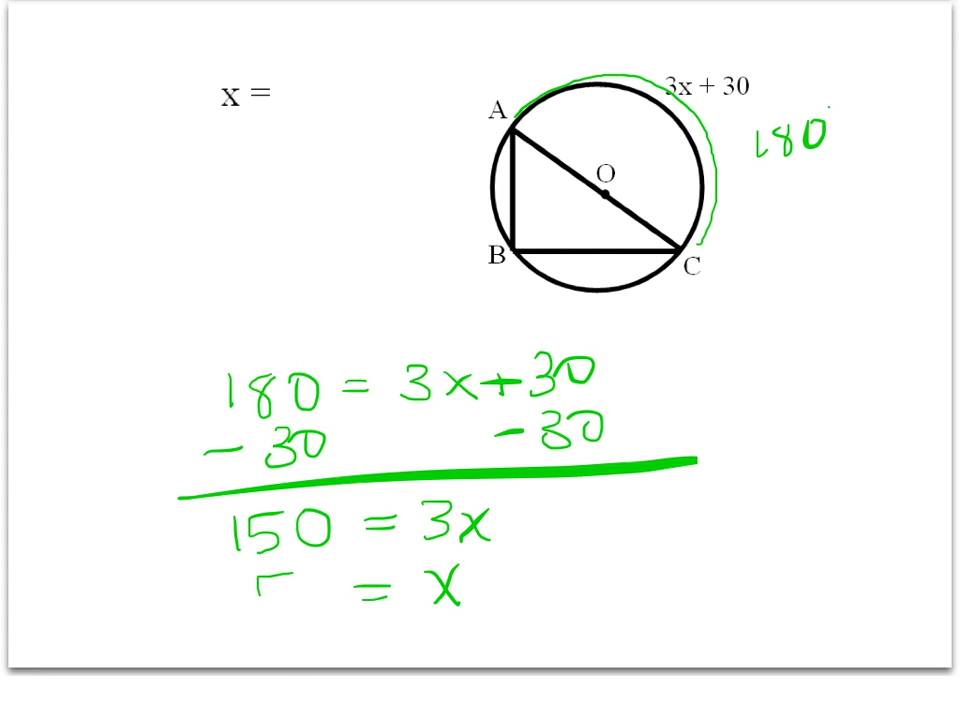 x =
3x + 30
A
180
O
B
C
180 = 3x+30
- 30 - 30
150 = 3x
= x